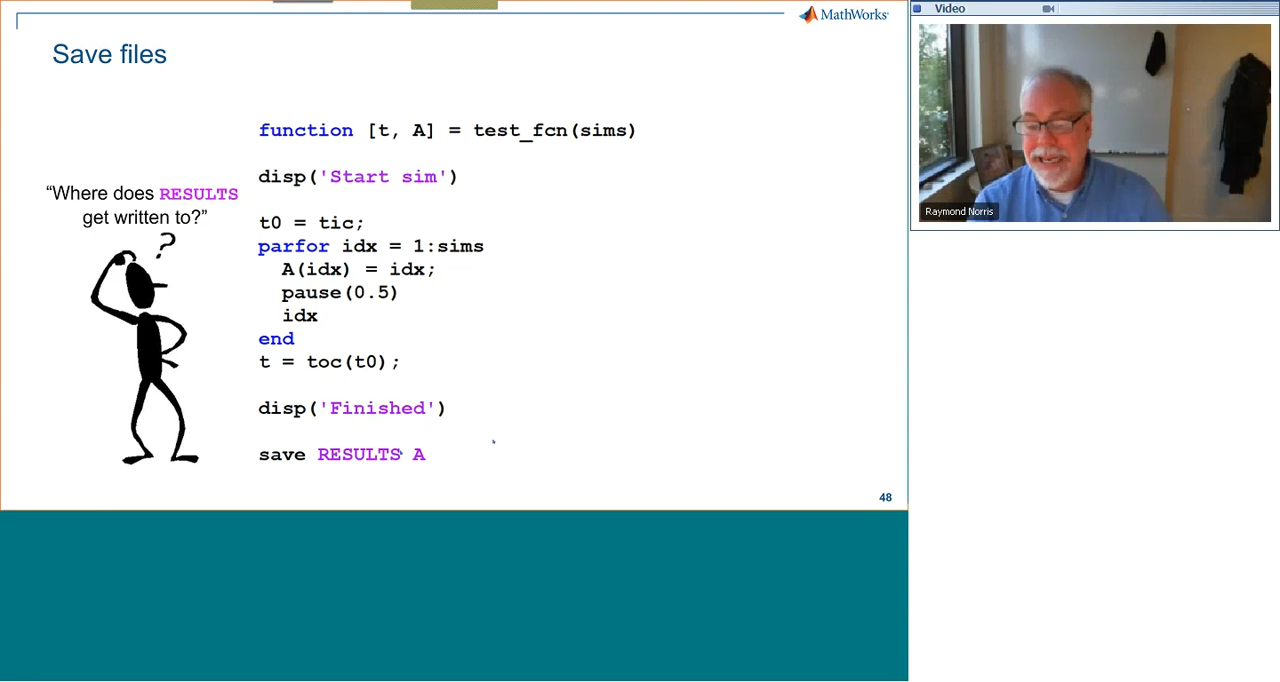 MathWorks
Save files
function [t, A] = test_fcn(sims)
disp('Start sim')
“Where does RESULTS
get written to?”
?
t0 = tic;
parfor idx = 1:sims
A(idx) = idx;
pause(0.5)
idx
end
t = toc(t0);
disp('Finished')
save RESULTS A
48
Video
Raymond Norris